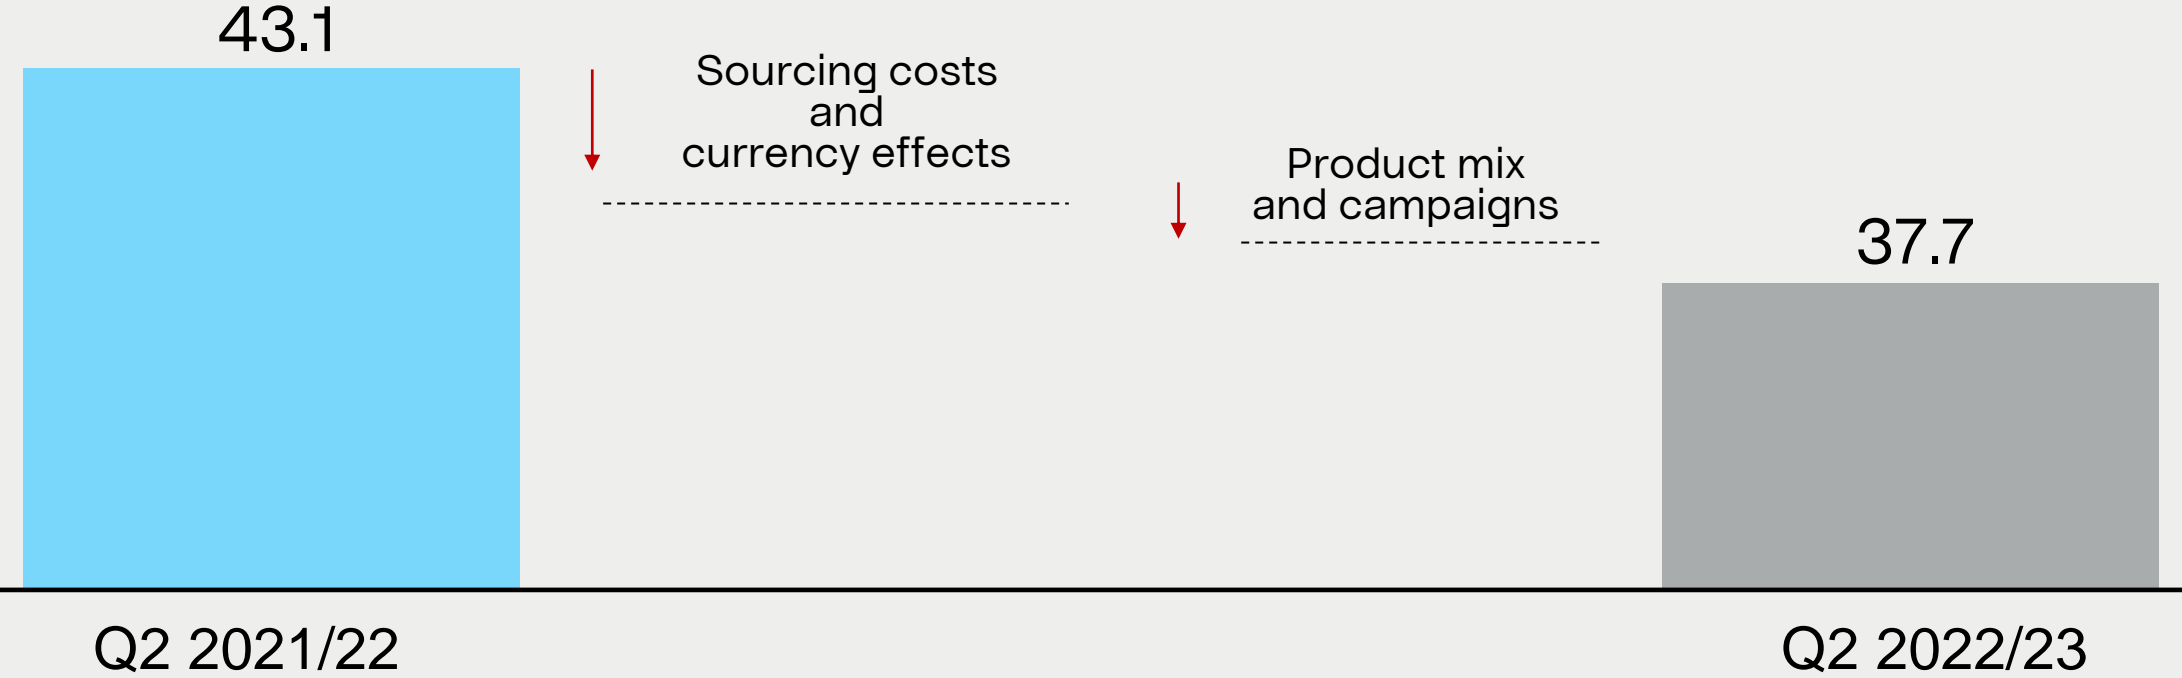 43.1
Sourcing costs
and
currency effects
Product mix
and campaigns
37.7
Q2 2021/22
Q2 2022/23